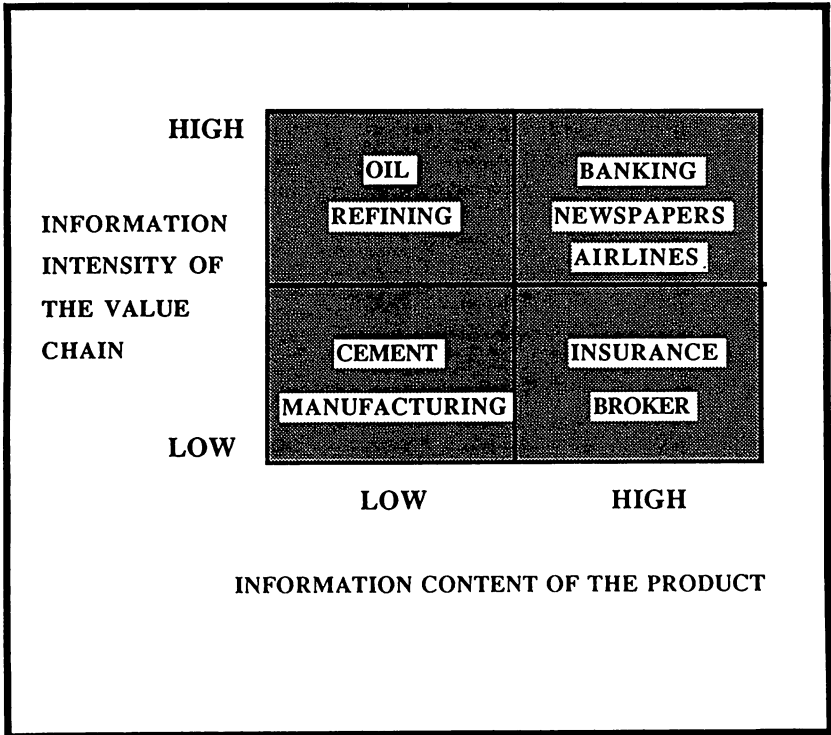 HIGH
OIL
REFINING
BANKING
NEWSPAPERS
AIRLINES
INFORMATION
INTENSITY OF
THE VALUE
CHAIN
CEMENT
MANUFACTURING
INSURANCE
BROKER
LOW
LOW HIGH
INFORMATION CONTENT OF THE PRODUCT